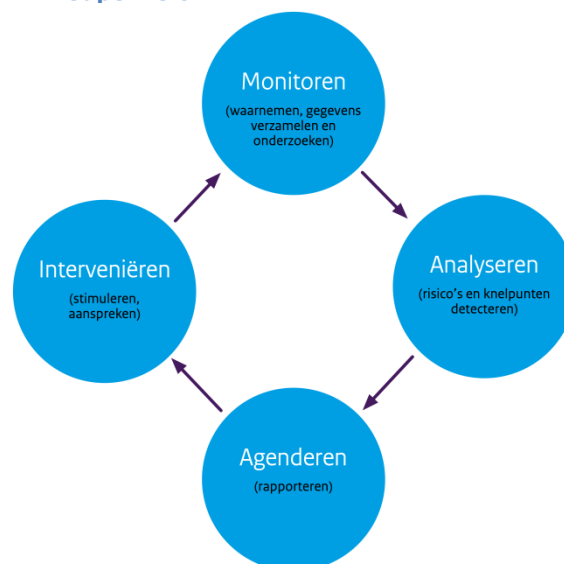 Monitoren
(waarnemen, gegevens
verzamelen en
onderzoeken)
Analyseren
(risico's en knelpunten
detecteren)
Agenderen
(rapporteren)
Interveniëren
(stimuleren,
aanspreken)